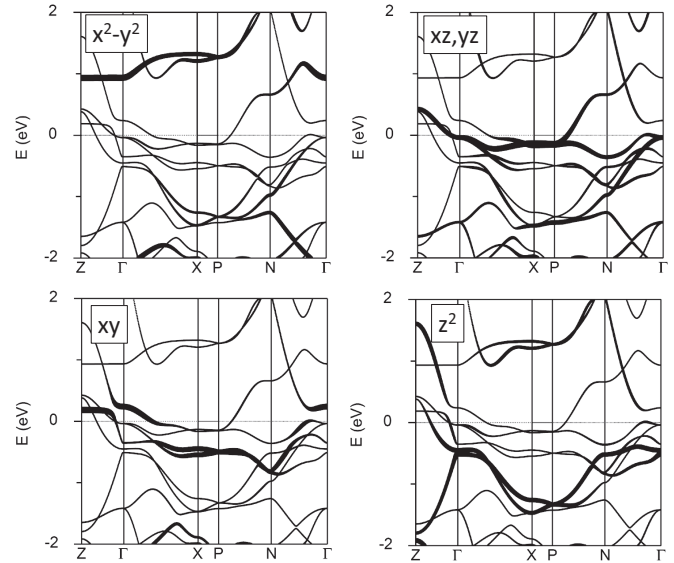 2
x²-y²
E (eV)
0
-2
Z Γ X P N Γ
2
xz,yz
E (eV)
0
-2
Z Γ X P N Γ
2
xy
E (eV)
0
-2
Z Γ X P N Γ
2
z²
E (eV)
0
-2
Z Γ X P N Γ